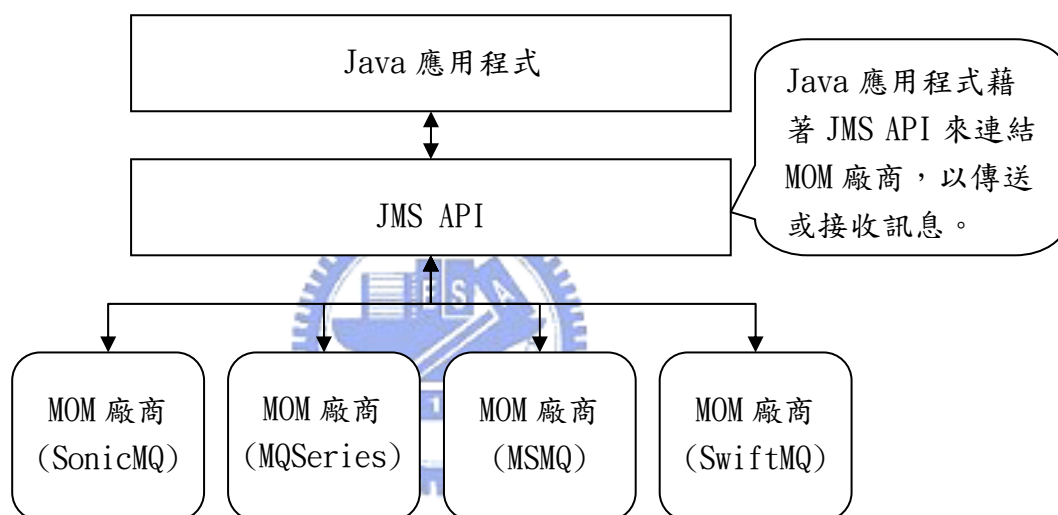 Java 應用程式
Java 應用程式藉
著 JMS API 來連結
MOM 廠商，以傳送
或接收訊息。
JMS API
E S A
MOM 廠商
(SonicMQ)
MOM 廠商
(MQSeries)
MOM 廠商
(MSMQ)
MOM 廠商
(SwiftMQ)